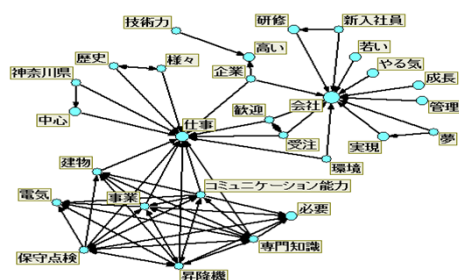 技術力
研修
新入社員
高い
若い
歴史
様々
企業
やる気
神奈川県
成長
歓迎
会社
管理
中心
仕事
受注
実現
夢
建物
環境
コミュニケーション能力
電気
事業
必要
保守点検
専門知識
昇降機